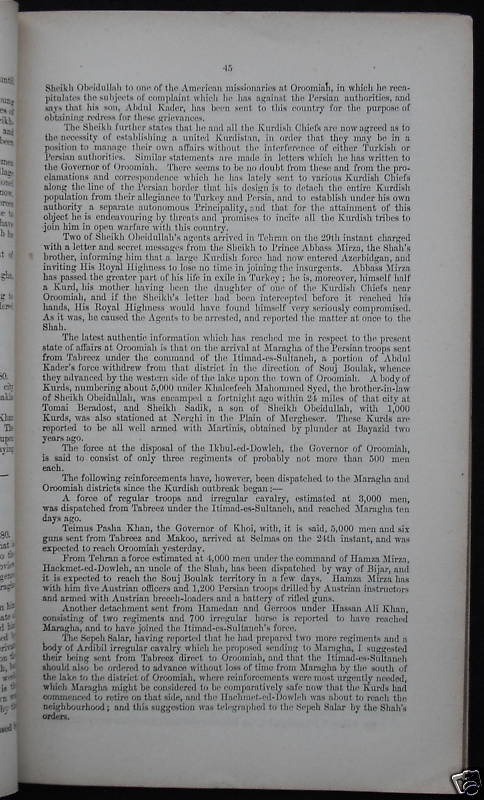 45
Sheikh Obeidullah to one of the American missionaries at Oroomiah, in which he reca-
pitulates the subjects of complaint which he has against the Persian authorities, and
says that his son, Abdul Kader, has been sent to this country for the purpose of
obtaining redress for these grievances.
The Sheikh further states that he and all the Kurdish Chiefs are now agreed as to
the necessity of establishing a united Kurdistan, in order that they may be in a
position to manage their own affairs without the interference of either Turkish or
Persian authorities. Similar statements are made in letters which he has written to
the Governor of Oroomiah. There seems to be no doubt from these and from the pro-
clamations and correspondence which he has lately sent to various Kurdish Chiefs
along the line of the Persian border that his design is to detach the entire Kurdish
population from their allegiance to Turkey and Persia, and to establish under his own
authority a separate autonomous Principality, and that for the attainment of this
object he is endeavouring by threats and promises to incite all the Kurdish tribes to
join him in open warfare with this country.
Two of Sheikh Obeidullah's agents arrived in Tehran on the 29th instant charged
with a letter and secret messages from the Sheikh to Prince Abbass Mirza, the Shah's
brother, informing him that a large Kurdish force had now entered Azerbidgan, and
inviting His Royal Highness to lose no time in joining the insurgents. Abbass Mirza
has passed the greater part of his life in exile in Turkey; he is, moreover, himself half
a Kurd, his mother having been the daughter of one of the Kurdish Chiefs near
Oroomiah, and if the Sheikh's letter had been intercepted before it reached his
hands, His Royal Highness would have found himself very seriously compromised.
As it was, he caused the Agents to be arrested, and reported the matter at once to the
Shah.
The latest authentic information which has reached me in respect to the present
state of affairs at Oroomiah is that on the arrival at Maragha of the Persian troops sent
from Tabreez under the command of the Itimad-es-Sultaneh, a portion of Abdul
Kader's force withdrew from that district in the direction of Souj Boulak, whence
they advanced by the western side of the lake upon the town of Oroomiah. A body of
Kurds, numbering about 5,000 under Khaleefeeh Mahommed Syed, the brother-in-law
of Sheikh Obeidullah, was encamped a fortnight ago within 24 miles of that city at
Tomai Beradost, and Sheikh Sadik, a son of Sheikh Obeidullah, with 1,000
Kurds, was also stationed at Nerghi in the Plain of Mergheser. These Kurds are
reported to be all well armed with Martinis, obtained by plunder at Bayazid two
years ago.
The force at the disposal of the Ikbul-ed-Dowleh, the Governor of Oroomiah,
is said to consist of only three regiments of probably not more than 500 men
each.
The following reinforcements have, however, been dispatched to the Maragha and
Oroomiah districts since the Kurdish outbreak began:—
A force of regular troops and irregular cavalry, estimated at 3,000 men,
was dispatched from Tabreez under the Itimad-es-Sultaneh, and reached Maragha ten
days ago.
Teimus Pasha Khan, the Governor of Khoi, with, it is said, 5,000 men and six
guns sent from Tabreez and Makoo, arrived at Selmas on the 24th instant, and was
expected to reach Oroomiah yesterday.
From Tehran a force estimated at 4,000 men under the command of Hamza Mirza,
Hackmet-ed-Dowleh, an uncle of the Shah, has been dispatched by way of Bijar, and
it is expected to reach the Souj Boulak territory in a few days. Hamza Mirza has
with him five Austrian officers and 1,200 Persian troops drilled by Austrian instructors
and armed with Austrian breech-loaders and a battery of rifled guns.
Another detachment sent from Hamedan and Gerroos under Hassan Ali Khan,
consisting of two regiments and 700 irregular horse is reported to have reached
Maragha, and to have joined the Itimad-es-Sultaneh's force.
The Sepeh Salar, having reported that he had prepared two more regiments and a
body of Ardibil irregular cavalry which he proposed sending to Maragha, I suggested
their being sent from Tabreez direct to Oroomiah, and that the Itimad-es-Sultaneh
should also be ordered to advance without loss of time from Maragha by the south of
the lake to the district of Oroomiah, where reinforcements were most urgently needed,
which Maragha might be considered to be comparatively safe now that the Kurds had
commenced to retire on that side, and the Hachmet-ed-Dowleh was about to reach the
neighbourhood; and this suggestion was telegraphed to the Sepeh Salar by the Shah's
orders.